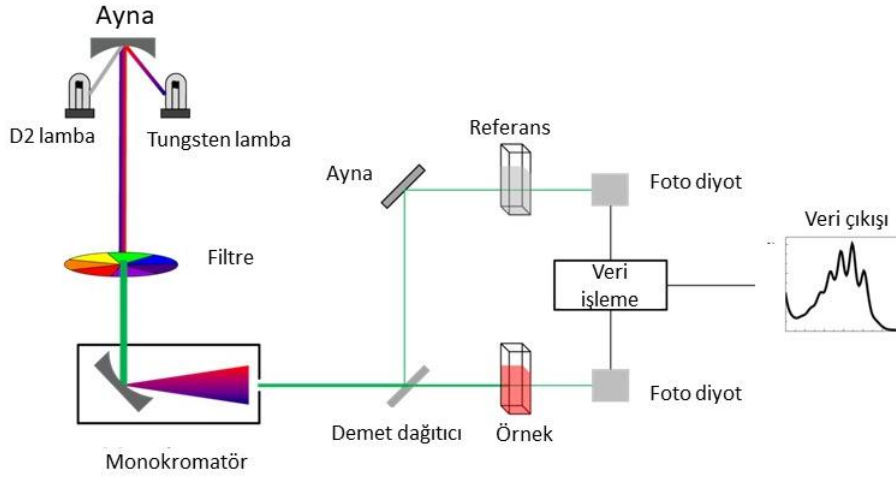 Ayna
D2 lamba
Tungsten lamba
Referans
Ayna
Foto diyot
Veri çıkışı
Filtre
Veri
işleme
Foto diyot
Demet dağıtıcı
Örnek
Monokromatör